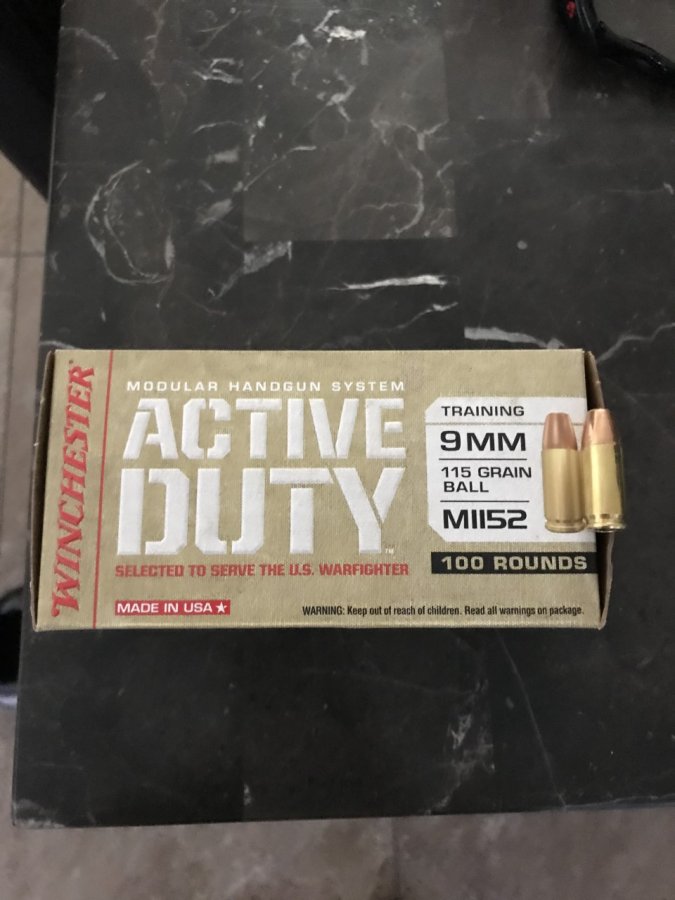 WINCHESTER
MODULAR HANDGUN SYSTEM
ACTIVE
DUTY™
SELECTED TO SERVE THE U.S. WARFIGHTER
MADE IN USA
TRAINING
9MM
115 GRAIN
BALL
M1152
100 ROUNDS
WARNING: Keep out of reach of children. Read all warnings on package.